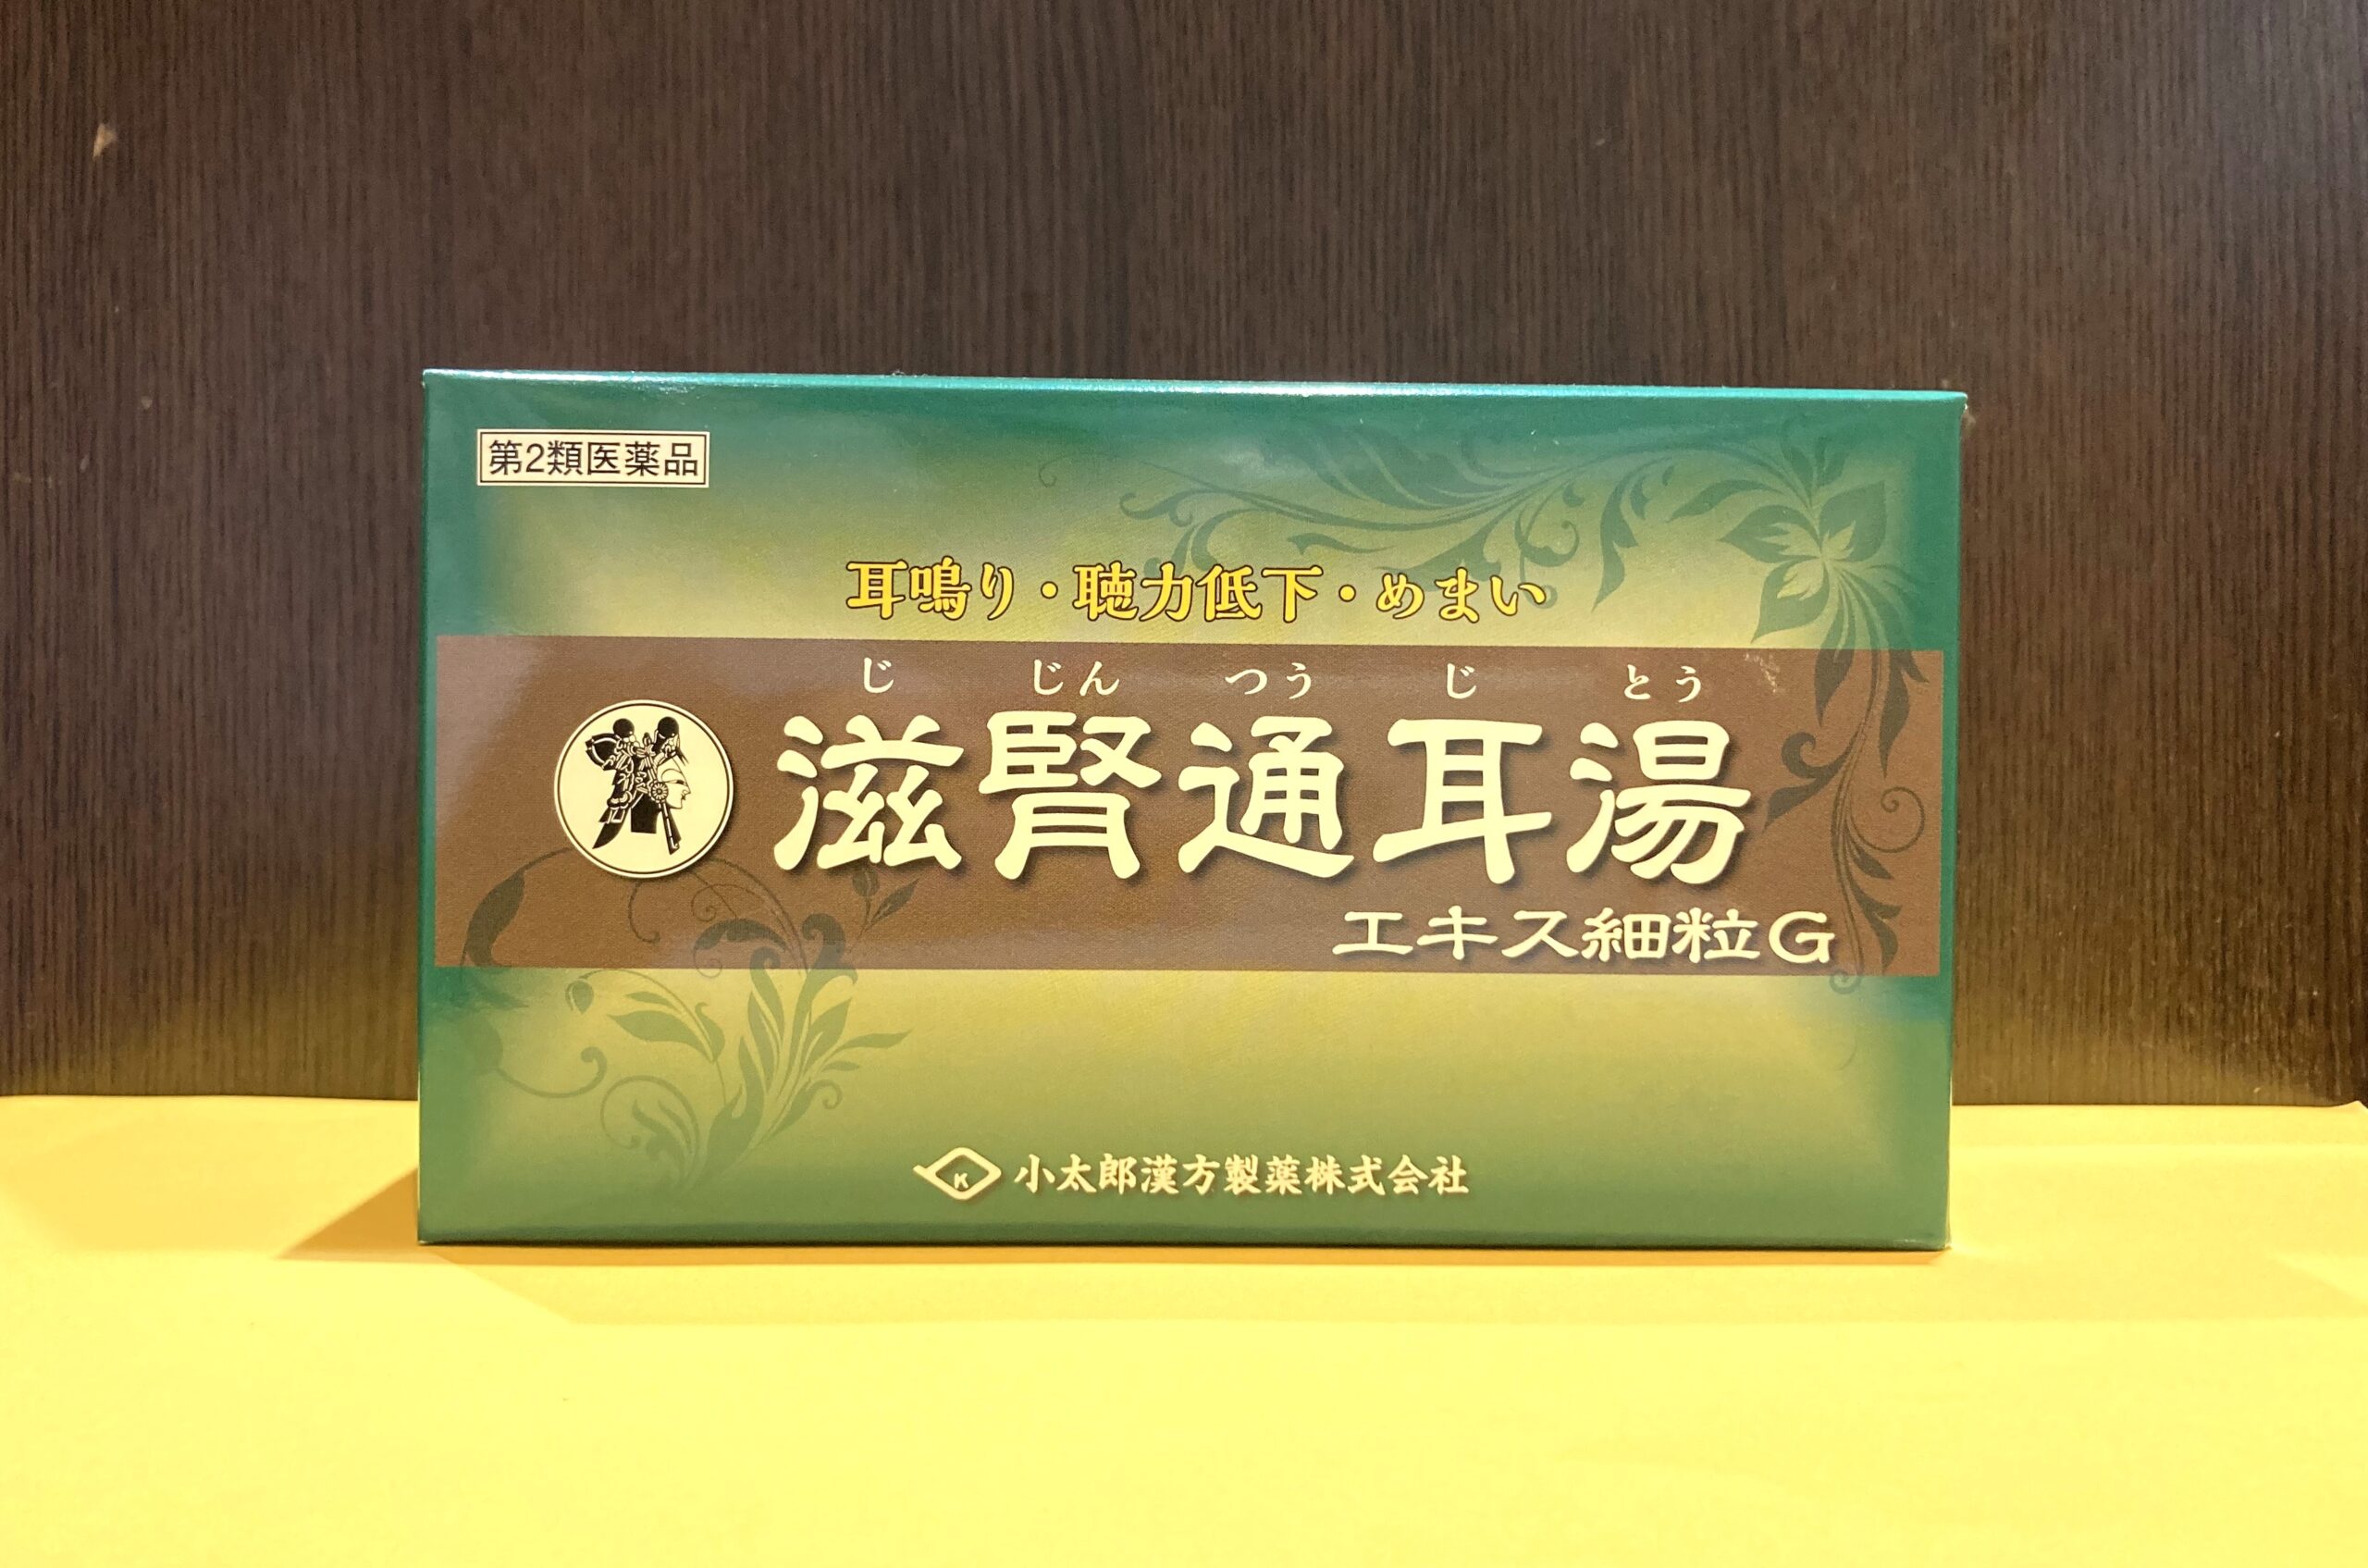 第2類医薬品
耳鳴り・聴力低下・めまい
じ じん つう じ とう
滋腎通耳湯
エキス細粒G
K 小太郎漢方製薬株式会社